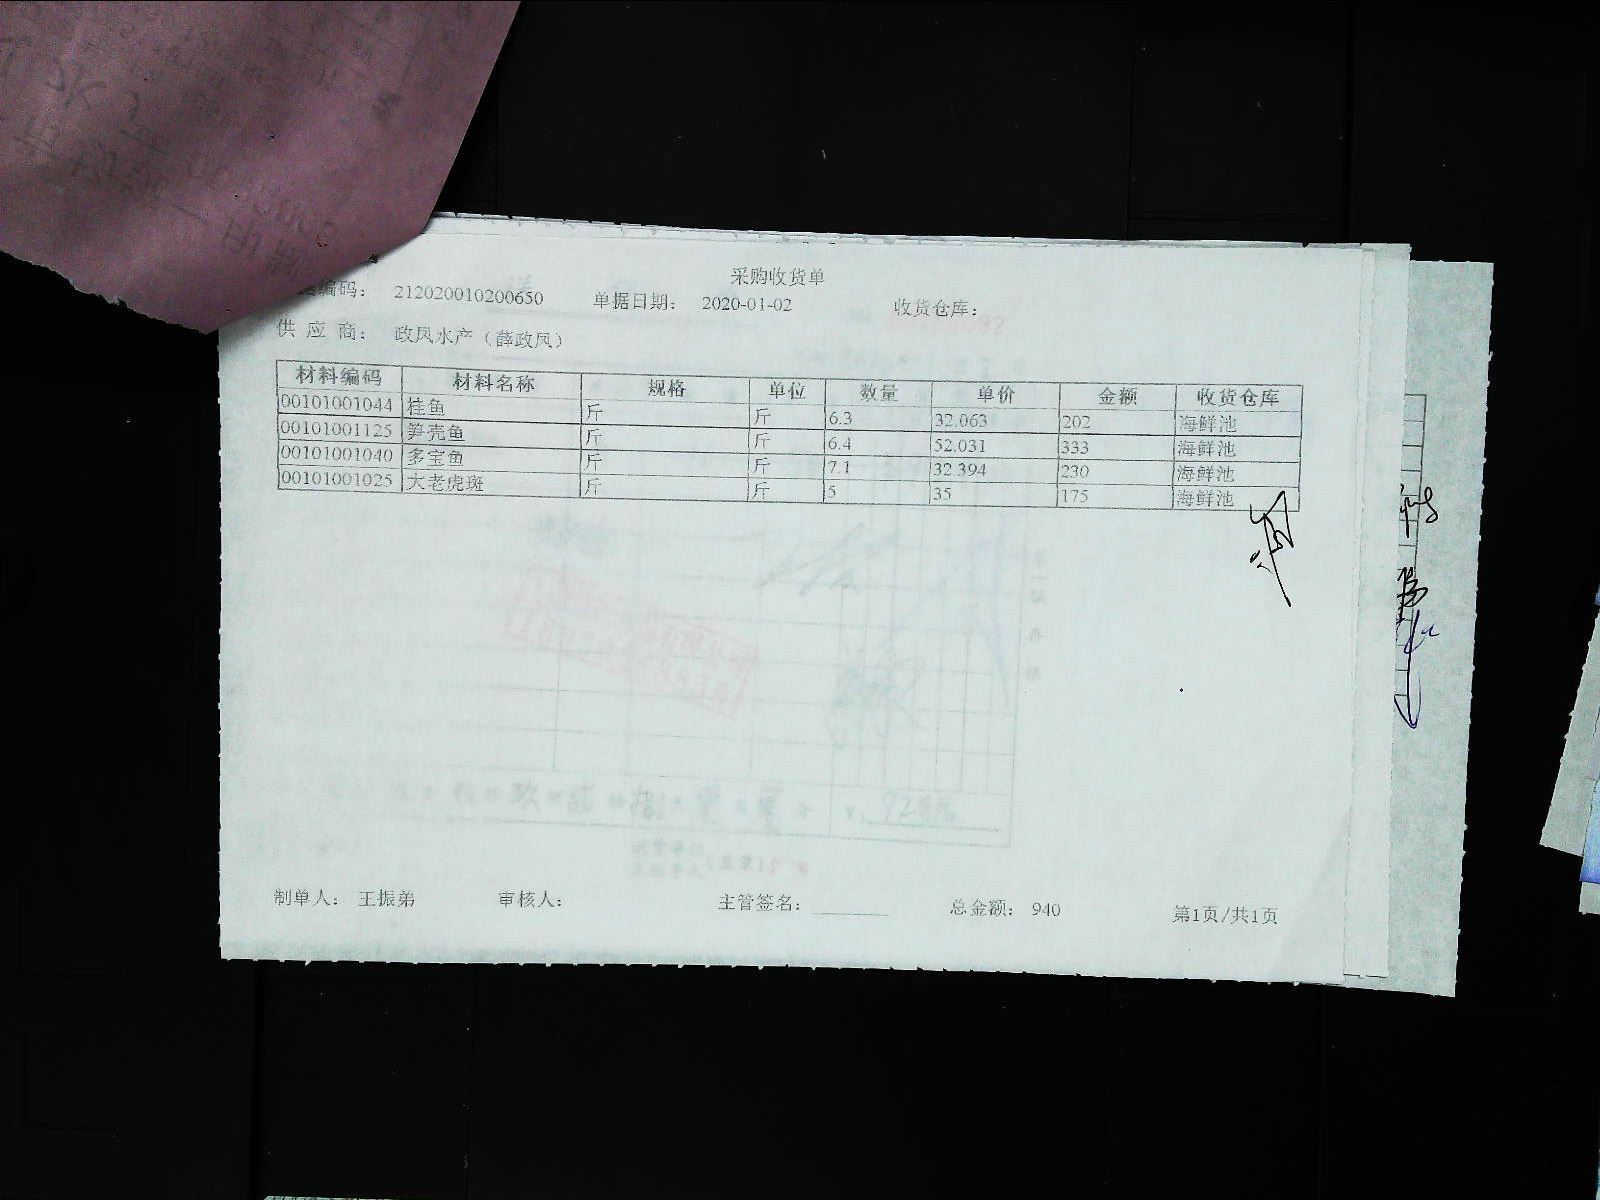 采购收货单
编码： 212020010200650 单据日期： 2020-01-02 收货仓库：
供 应 商： 政凤水产（薛政凤）
材料编码 材料名称 规格 单位 数量 单价 金额 收货仓库
00101001044 桂鱼 斤 斤 6.3 32.063 202 海鲜池
00101001125 笋壳鱼 斤 斤 6.4 52.031 333 海鲜池
00101001040 多宝鱼 斤 斤 7.1 32.394 230 海鲜池
00101001025 大老虎斑 斤 斤 5 35 175 海鲜池
制单人： 王振弟 审核人： 主管签名： 总金额： 940 第1页/共1页